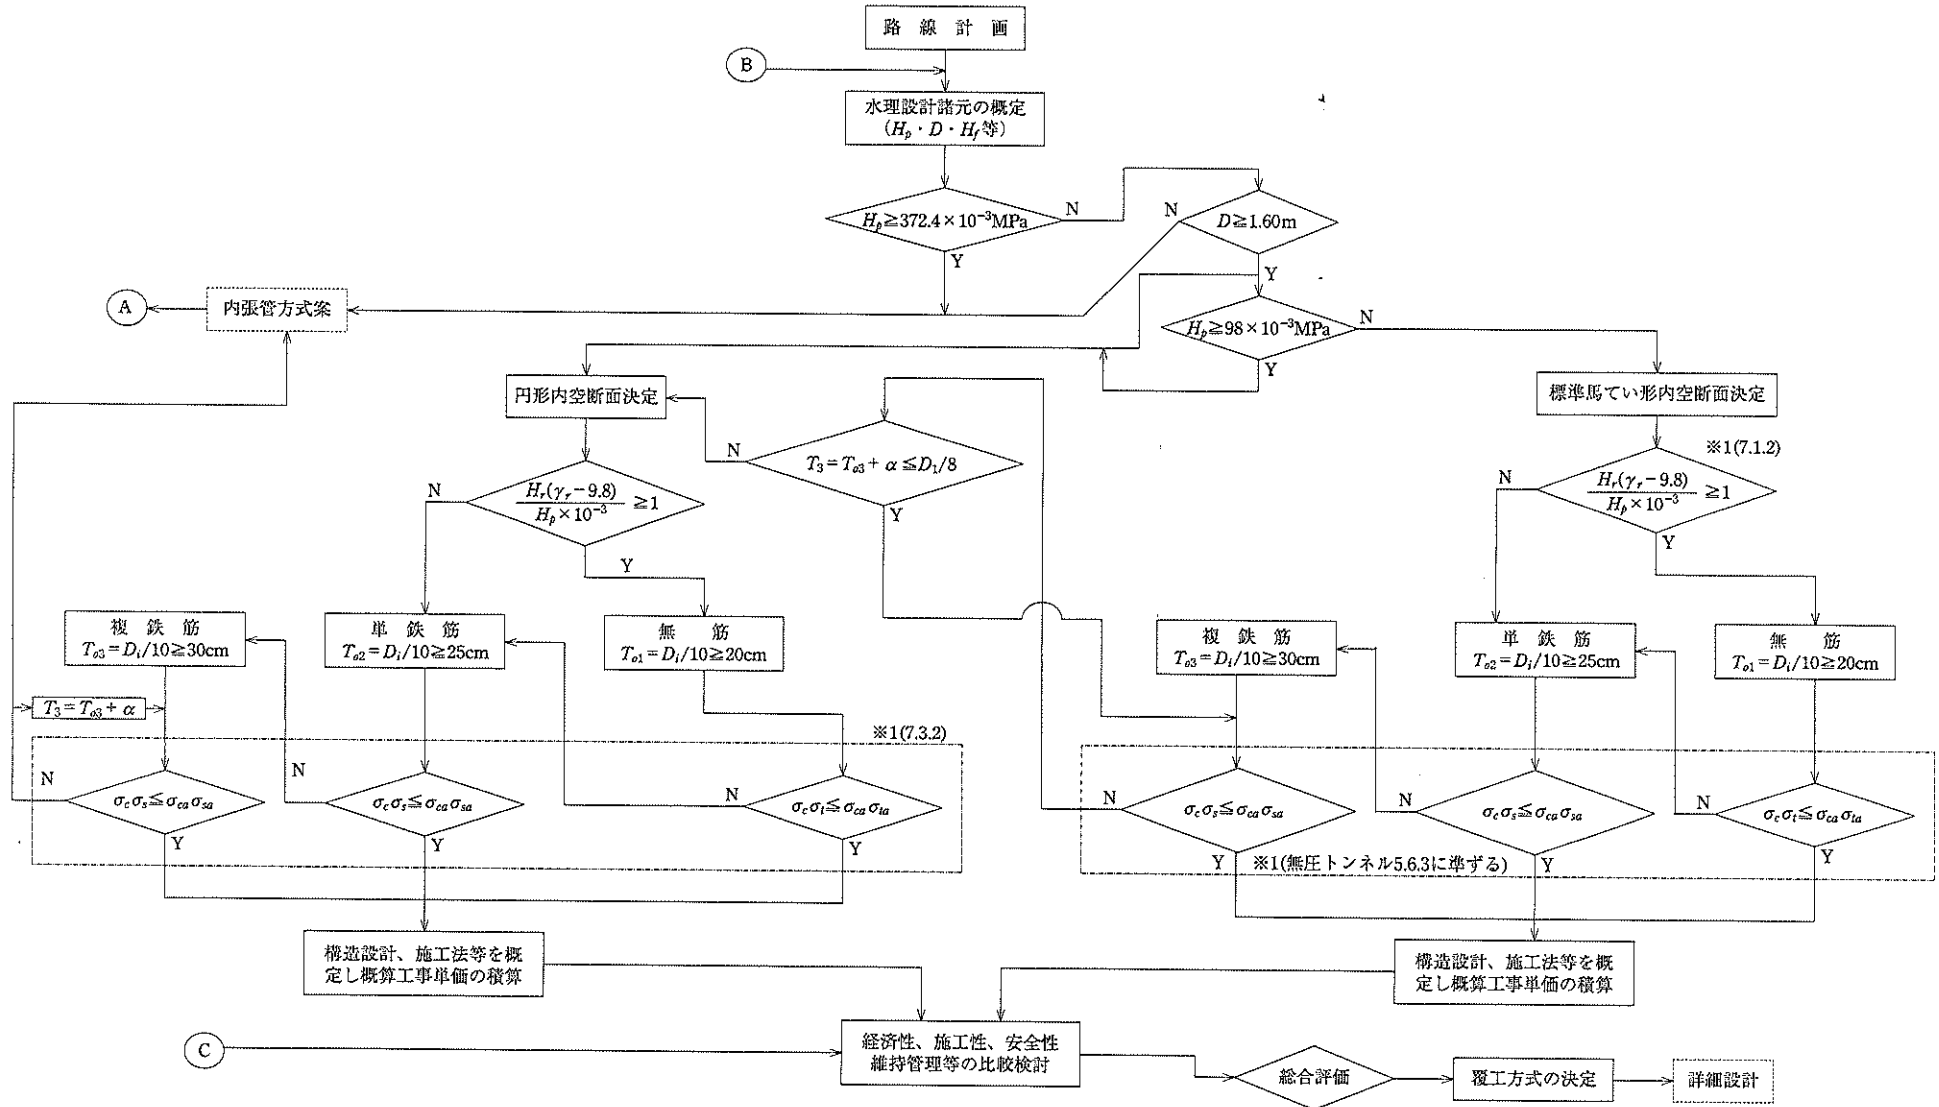 路線計画
B
水理設計諸元の概定
(Hp・D・Hf等)
Hp≧372.4×10⁻³MPa
N
Y
D≧1.60m
N
Y
A
内張管方式案
Hp≧98×10⁻³MPa
N
Y
円形内空断面決定
標準馬てい形内空断面決定
T₃=To3+α≦D₁/8
N
Y
※1(7.1.2)
Hr(γr−9.8)
Hp×10⁻³
≧1
N
Y
Hr(γr−9.8)
Hp×10⁻³
≧1
N
Y
複鉄筋
To3=Di/10≧30cm
単鉄筋
To2=Di/10≧25cm
無筋
To1=Di/10≧20cm
複鉄筋
To3=Di/10≧30cm
単鉄筋
To2=Di/10≧25cm
無筋
To1=Di/10≧20cm
T₃=To3+α
※1(7.3.2)
N
σcσs≦σcaσsa
Y
N
σcσs≦σcaσsa
Y
N
σcσt≦σcaσta
Y
N
σcσs≦σcaσsa
Y
N
σcσs≦σcaσsa
Y
N
σcσt≦σcaσta
Y
※1(無圧トンネル5.6.3に準ずる)
構造設計、施工法等を概
定し概算工事単価の積算
構造設計、施工法等を概
定し概算工事単価の積算
C
経済性、施工性、安全性
維持管理等の比較検討
総合評価
覆工方式の決定
詳細設計